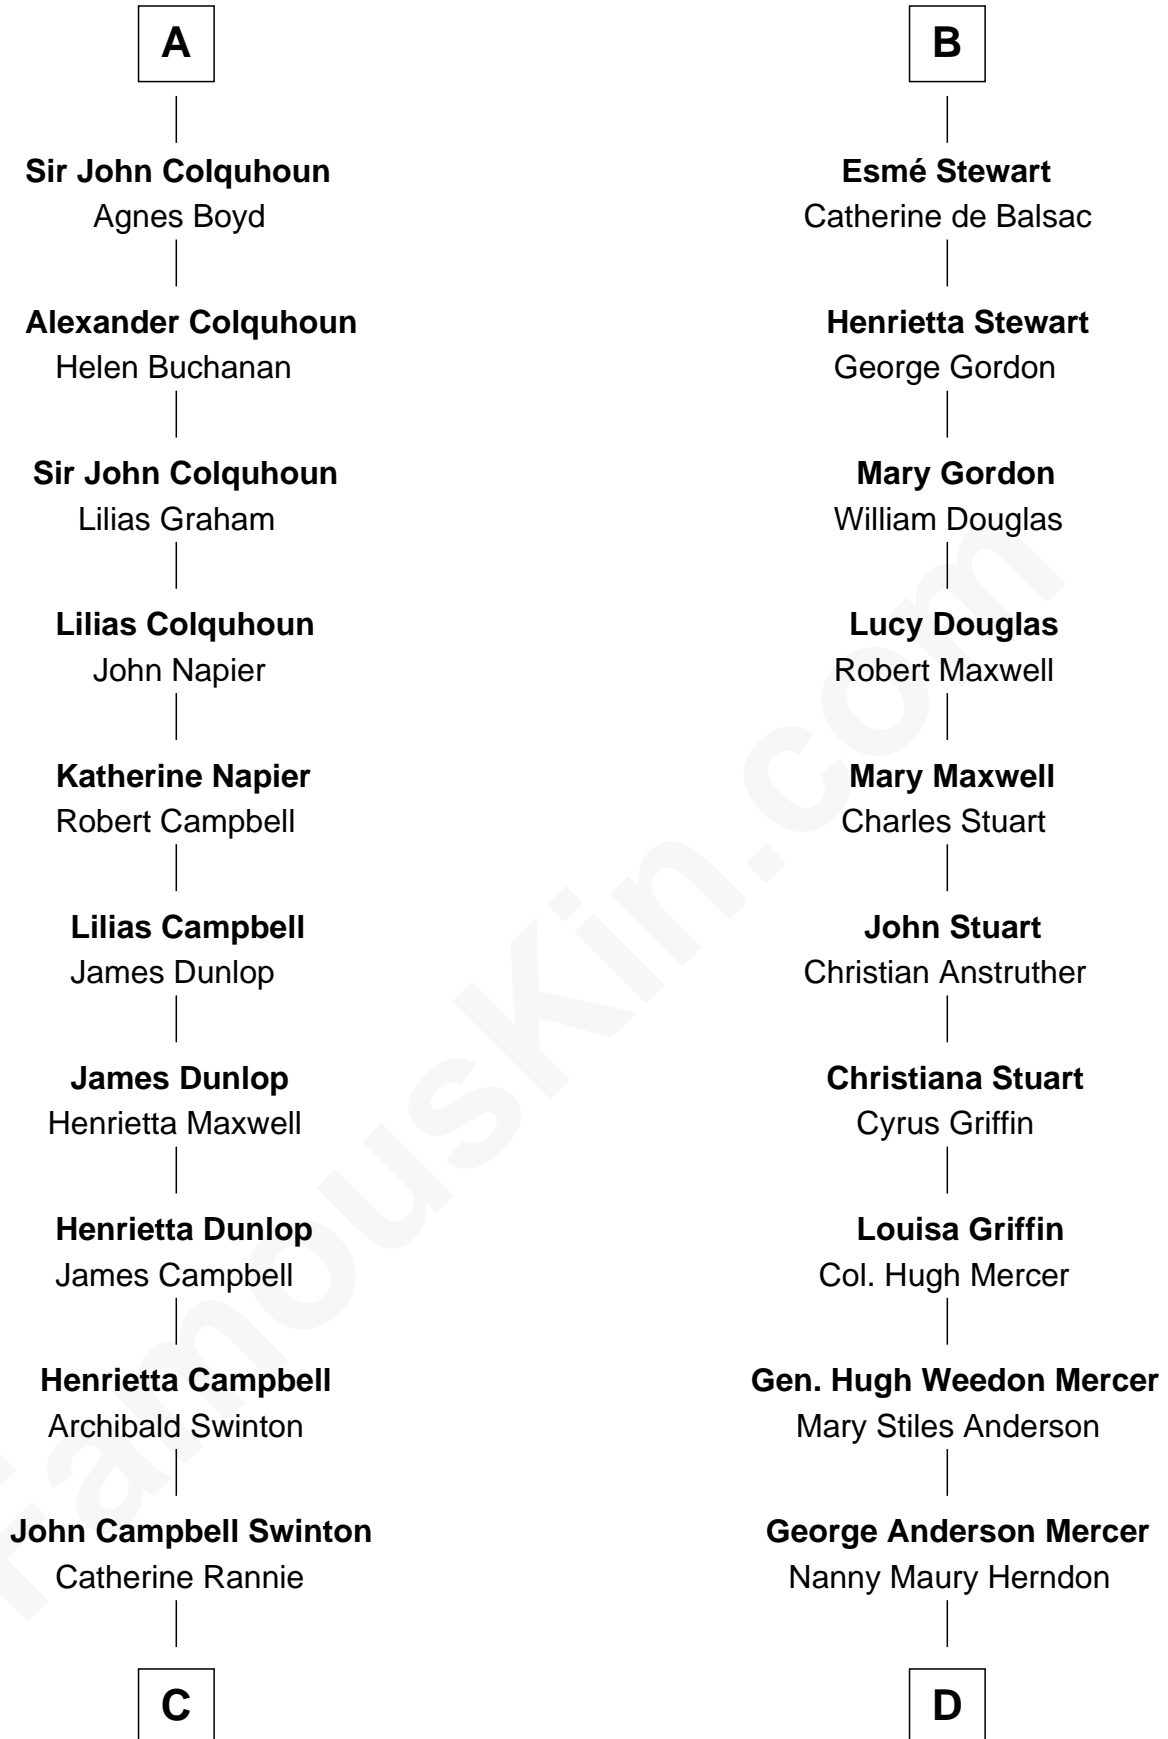 A
Sir John Colquhoun
Agnes Boyd
Alexander Colquhoun
Helen Buchanan
Sir John Colquhoun
Lilias Graham
Lilias Colquhoun
John Napier
Katherine Napier
Robert Campbell
Lilias Campbell
James Dunlop
James Dunlop
Henrietta Maxwell
Henrietta Dunlop
James Campbell
Henrietta Campbell
Archibald Swinton
John Campbell Swinton
Catherine Rannie
C
B
Esmé Stewart
Catherine de Balsac
Henrietta Stewart
George Gordon
Mary Gordon
William Douglas
Lucy Douglas
Robert Maxwell
Mary Maxwell
Charles Stuart
John Stuart
Christian Anstruther
Christiana Stuart
Cyrus Griffin
Louisa Griffin
Col. Hugh Mercer
Gen. Hugh Weedon Mercer
Mary Stiles Anderson
George Anderson Mercer
Nanny Maury Herndon
D
FamousKin.com